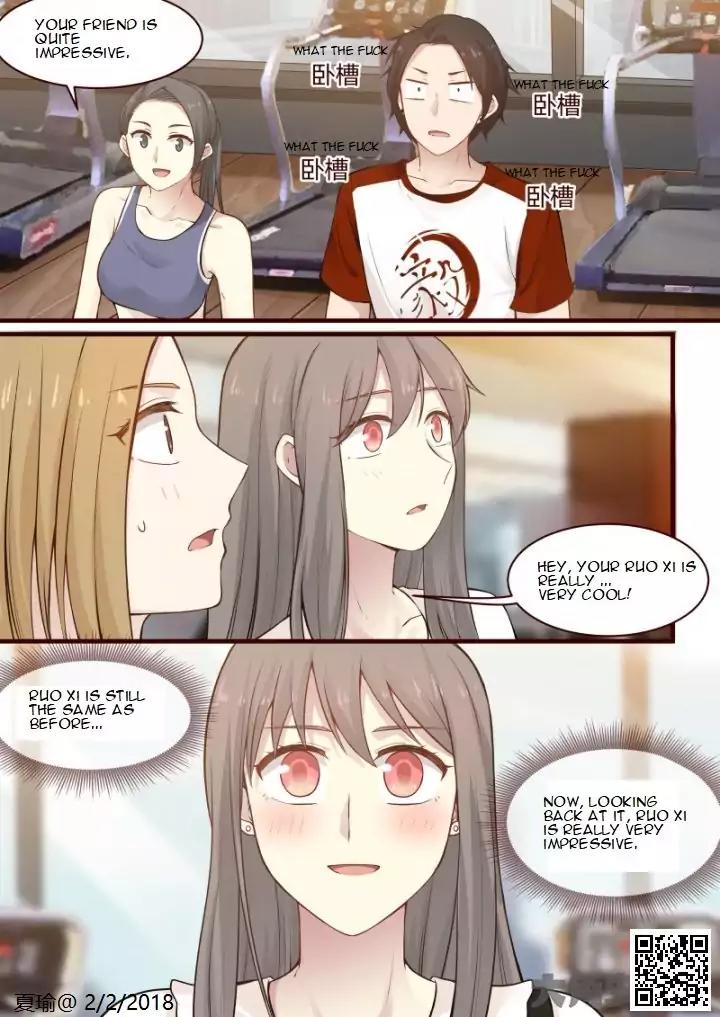 YOUR FRIEND IS
QUITE
IMPRESSIVE.
WHAT THE FUCK
卧槽
WHAT THE FUCK
卧槽
WHAT THE FUCK
卧槽
WHAT THE FUCK
卧槽
毅
HEY, YOUR RUO XI IS
REALLY ...
VERY COOL!
RUO XI IS STILL
THE SAME AS
BEFORE...
NOW, LOOKING
BACK AT IT, RUO XI
IS REALLY VERY
IMPRESSIVE.
夏瑜@ 2/2/2018